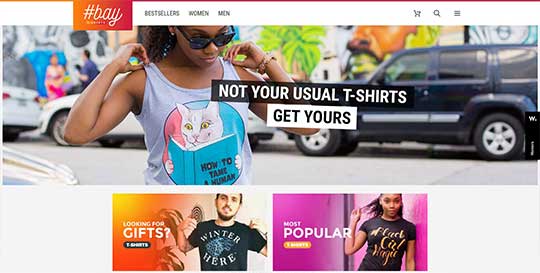 #bay
BESTSELLERS WOMEN MEN
NOT YOUR USUAL T-SHIRTS
GET YOURS
HOW TO
TAME
A HUMAN
W.
LOOKING FOR
GIFTS?
T-SHIRTS
WINTER
IS
HERE
MOST
POPULAR
T-SHIRTS
#Black
Girl
Magic